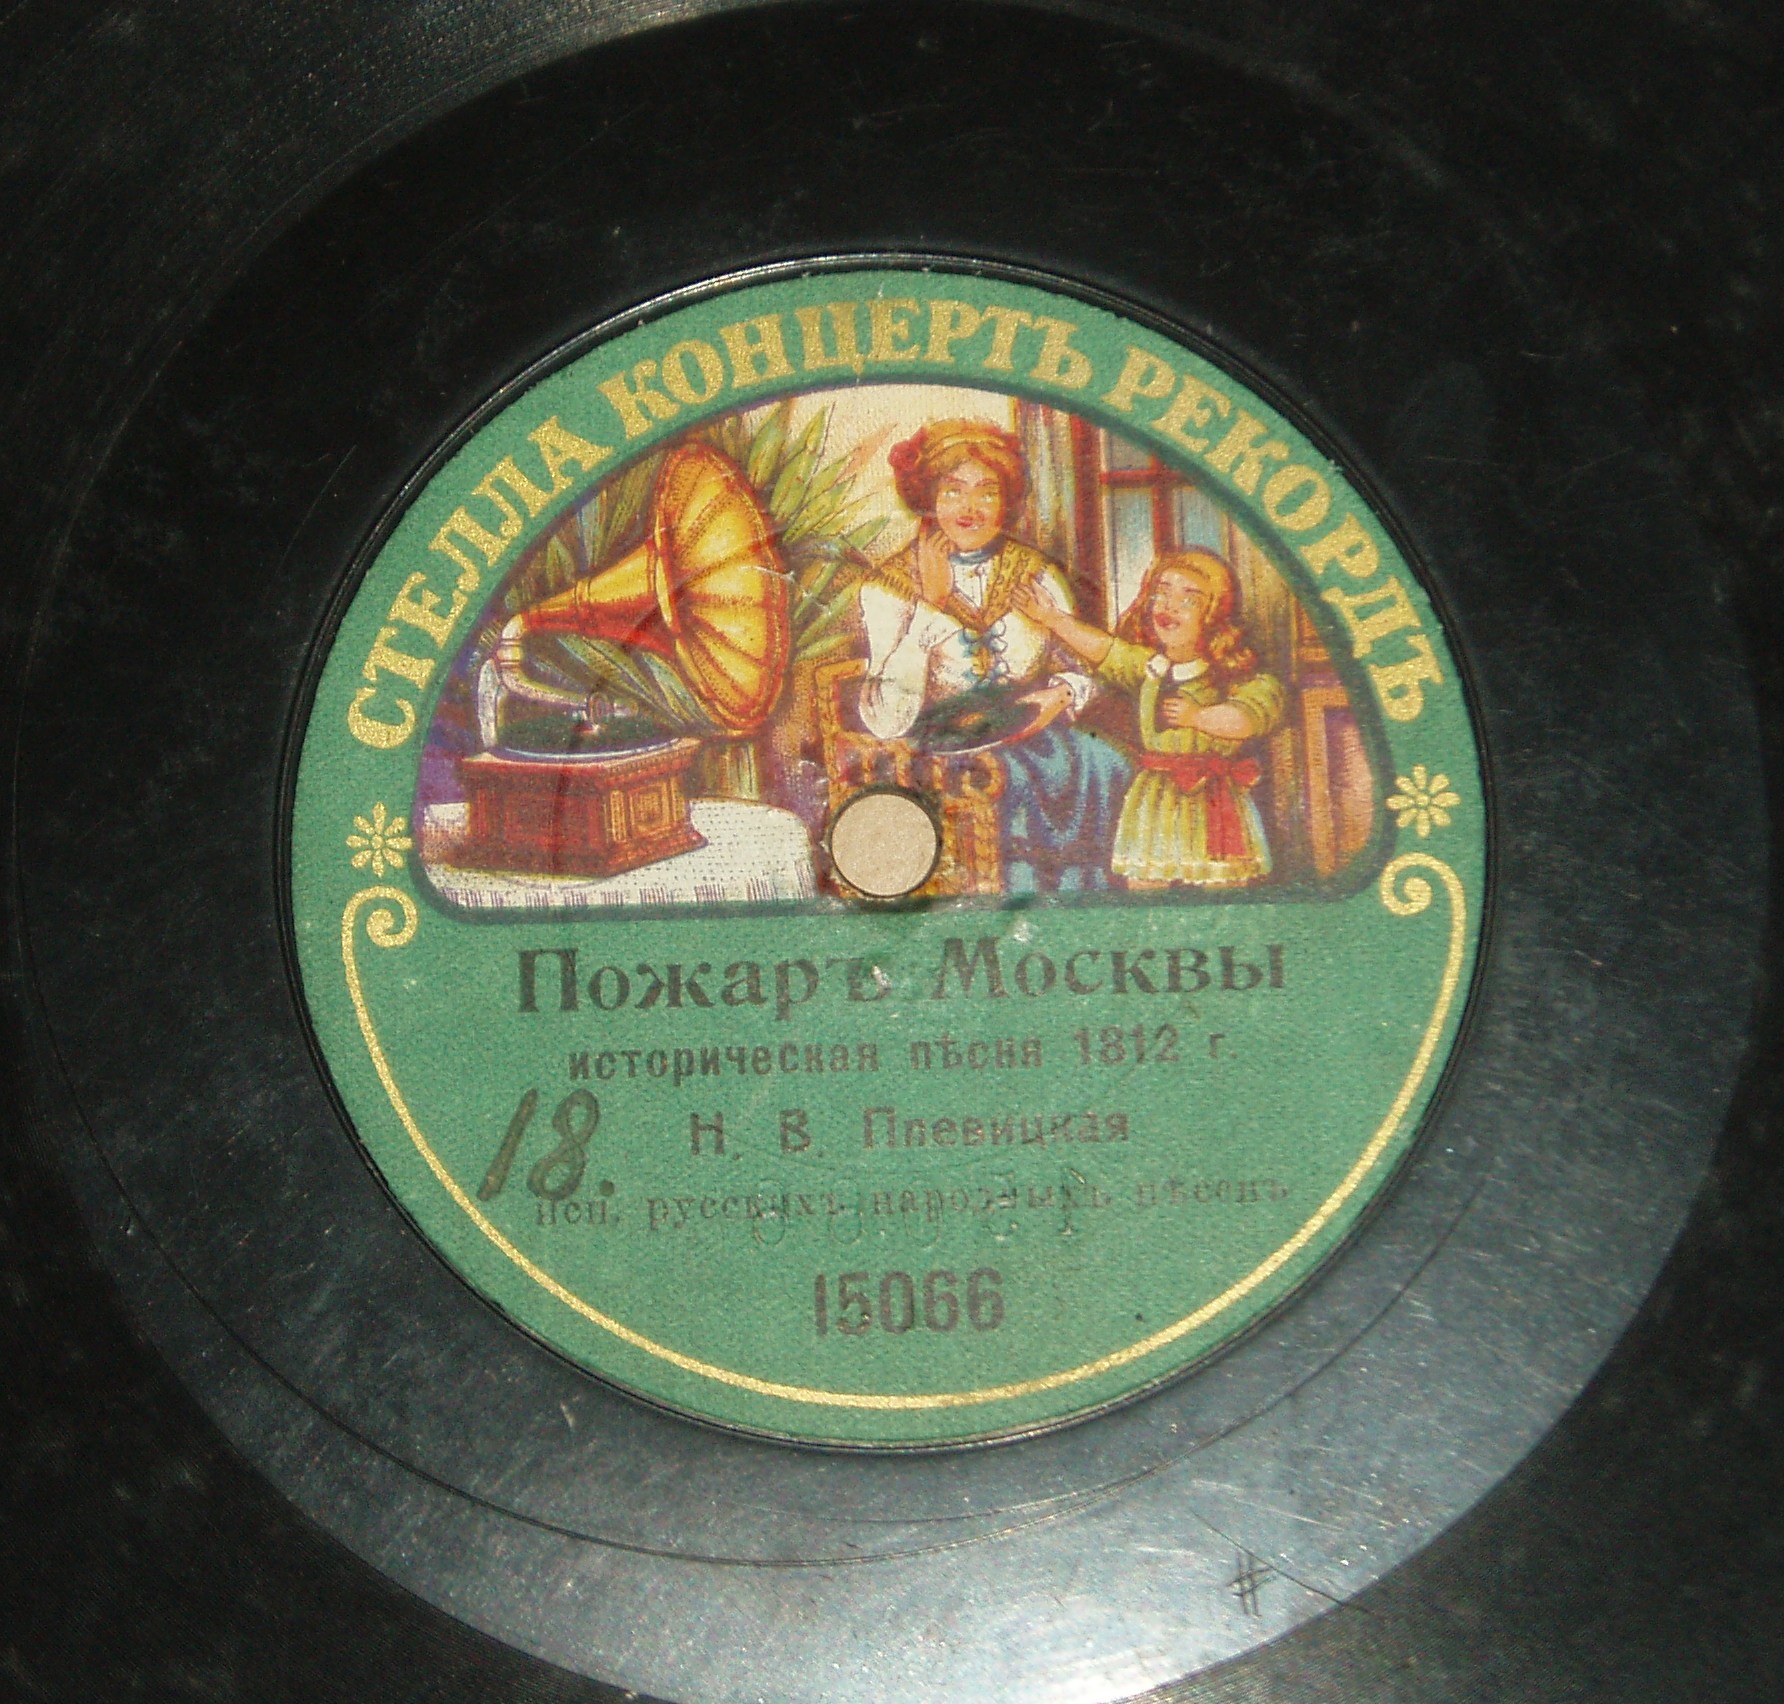 СТЕЛЛА КОНЦЕРТЪ РЕКОРДЪ
Пожаръ Москвы
историческая пѣсня 1812 г.
18.
Н. В. Плевицкая
исп. русскихъ народныхъ пѣсенъ
15066
#